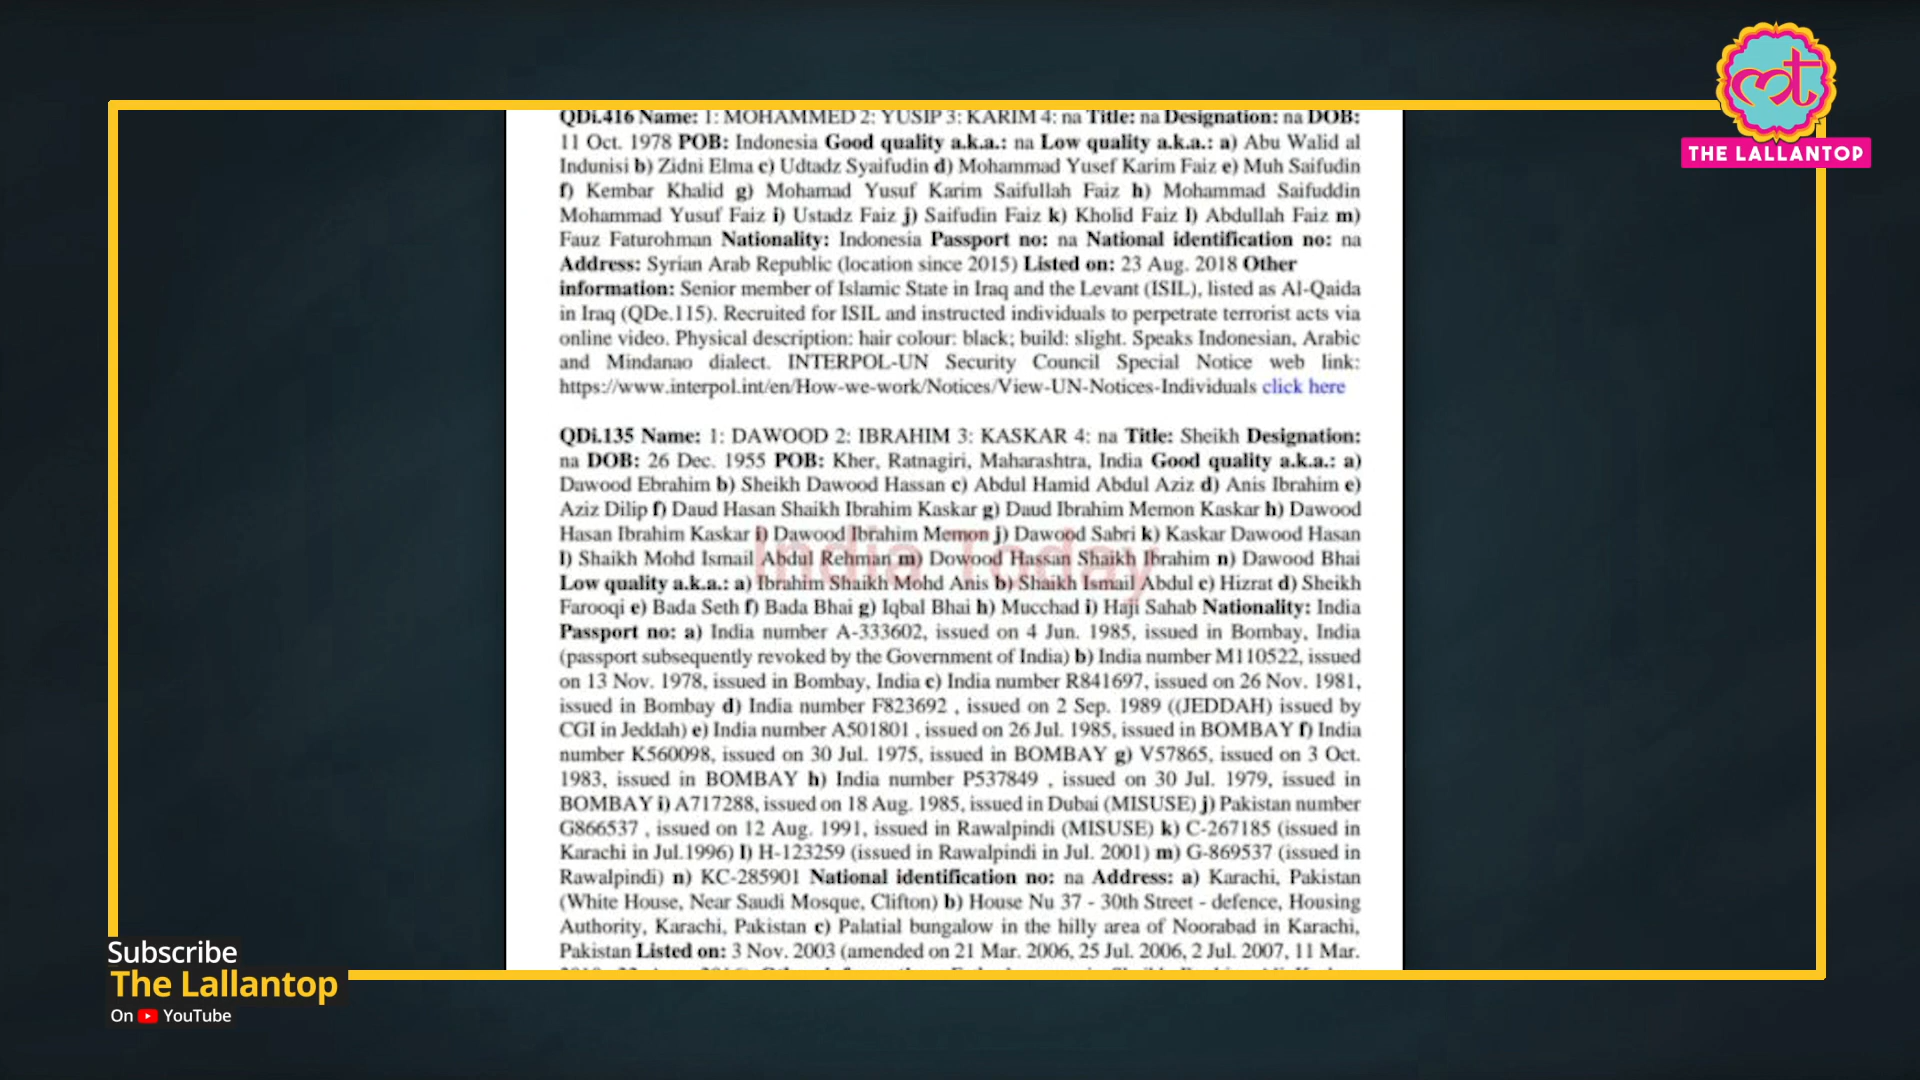 THE LALLANTOP
QDi.416 Name: 1: MOHAMMED 2: YUSIP 3: KARIM 4: na Title: na Designation: na DOB:
11 Oct. 1978 POB: Indonesia Good quality a.k.a.: na Low quality a.k.a.: a) Abu Walid al
Indunisi b) Zidni Elma c) Udtadz Syaifudin d) Mohammad Yusef Karim Faiz e) Muh Saifudin
f) Kembar Khalid g) Mohamad Yusuf Karim Saifullah Faiz h) Mohammad Saifuddin
Mohammad Yusuf Faiz i) Ustadz Faiz j) Saifudin Faiz k) Kholid Faiz l) Abdullah Faiz m)
Fauz Faturohman Nationality: Indonesia Passport no: na National identification no: na
Address: Syrian Arab Republic (location since 2015) Listed on: 23 Aug. 2018 Other
information: Senior member of Islamic State in Iraq and the Levant (ISIL), listed as Al-Qaida
in Iraq (QDe.115). Recruited for ISIL and instructed individuals to perpetrate terrorist acts via
online video. Physical description: hair colour: black; build: slight. Speaks Indonesian, Arabic
and Mindanao dialect. INTERPOL-UN Security Council Special Notice web link:
https://www.interpol.int/en/How-we-work/Notices/View-UN-Notices-Individuals click here
QDi.135 Name: 1: DAWOOD 2: IBRAHIM 3: KASKAR 4: na Title: Sheikh Designation:
na DOB: 26 Dec. 1955 POB: Kher, Ratnagiri, Maharashtra, India Good quality a.k.a.: a)
Dawood Ebrahim b) Sheikh Dawood Hassan c) Abdul Hamid Abdul Aziz d) Anis Ibrahim e)
Aziz Dilip f) Daud Hasan Shaikh Ibrahim Kaskar g) Daud Ibrahim Memon Kaskar h) Dawood
Hasan Ibrahim Kaskar i) Dawood Ibrahim Memon j) Dawood Sabri k) Kaskar Dawood Hasan
l) Shaikh Mohd Ismail Abdul Rehman m) Dowood Hassan Shaikh Ibrahim n) Dawood Bhai
India Today
Low quality a.k.a.: a) Ibrahim Shaikh Mohd Anis b) Shaikh Ismail Abdul c) Hizrat d) Sheikh
Farooqi e) Bada Seth f) Bada Bhai g) Iqbal Bhai h) Mucchad i) Haji Sahab Nationality: India
Passport no: a) India number A-333602, issued on 4 Jun. 1985, issued in Bombay, India
(passport subsequently revoked by the Government of India) b) India number M110522, issued
on 13 Nov. 1978, issued in Bombay, India c) India number R841697, issued on 26 Nov. 1981,
issued in Bombay d) India number F823692 , issued on 2 Sep. 1989 ((JEDDAH) issued by
CGI in Jeddah) e) India number A501801 , issued on 26 Jul. 1985, issued in BOMBAY f) India
number K560098, issued on 30 Jul. 1975, issued in BOMBAY g) V57865, issued on 3 Oct.
1983, issued in BOMBAY h) India number P537849 , issued on 30 Jul. 1979, issued in
BOMBAY i) A717288, issued on 18 Aug. 1985, issued in Dubai (MISUSE) j) Pakistan number
G866537 , issued on 12 Aug. 1991, issued in Rawalpindi (MISUSE) k) C-267185 (issued in
Karachi in Jul.1996) l) H-123259 (issued in Rawalpindi in Jul. 2001) m) G-869537 (issued in
Rawalpindi) n) KC-285901 National identification no: na Address: a) Karachi, Pakistan
(White House, Near Saudi Mosque, Clifton) b) House Nu 37 - 30th Street - defence, Housing
Authority, Karachi, Pakistan c) Palatial bungalow in the hilly area of Noorabad in Karachi,
Pakistan Listed on: 3 Nov. 2003 (amended on 21 Mar. 2006, 25 Jul. 2006, 2 Jul. 2007, 11 Mar.
Subscribe
The Lallantop
On YouTube